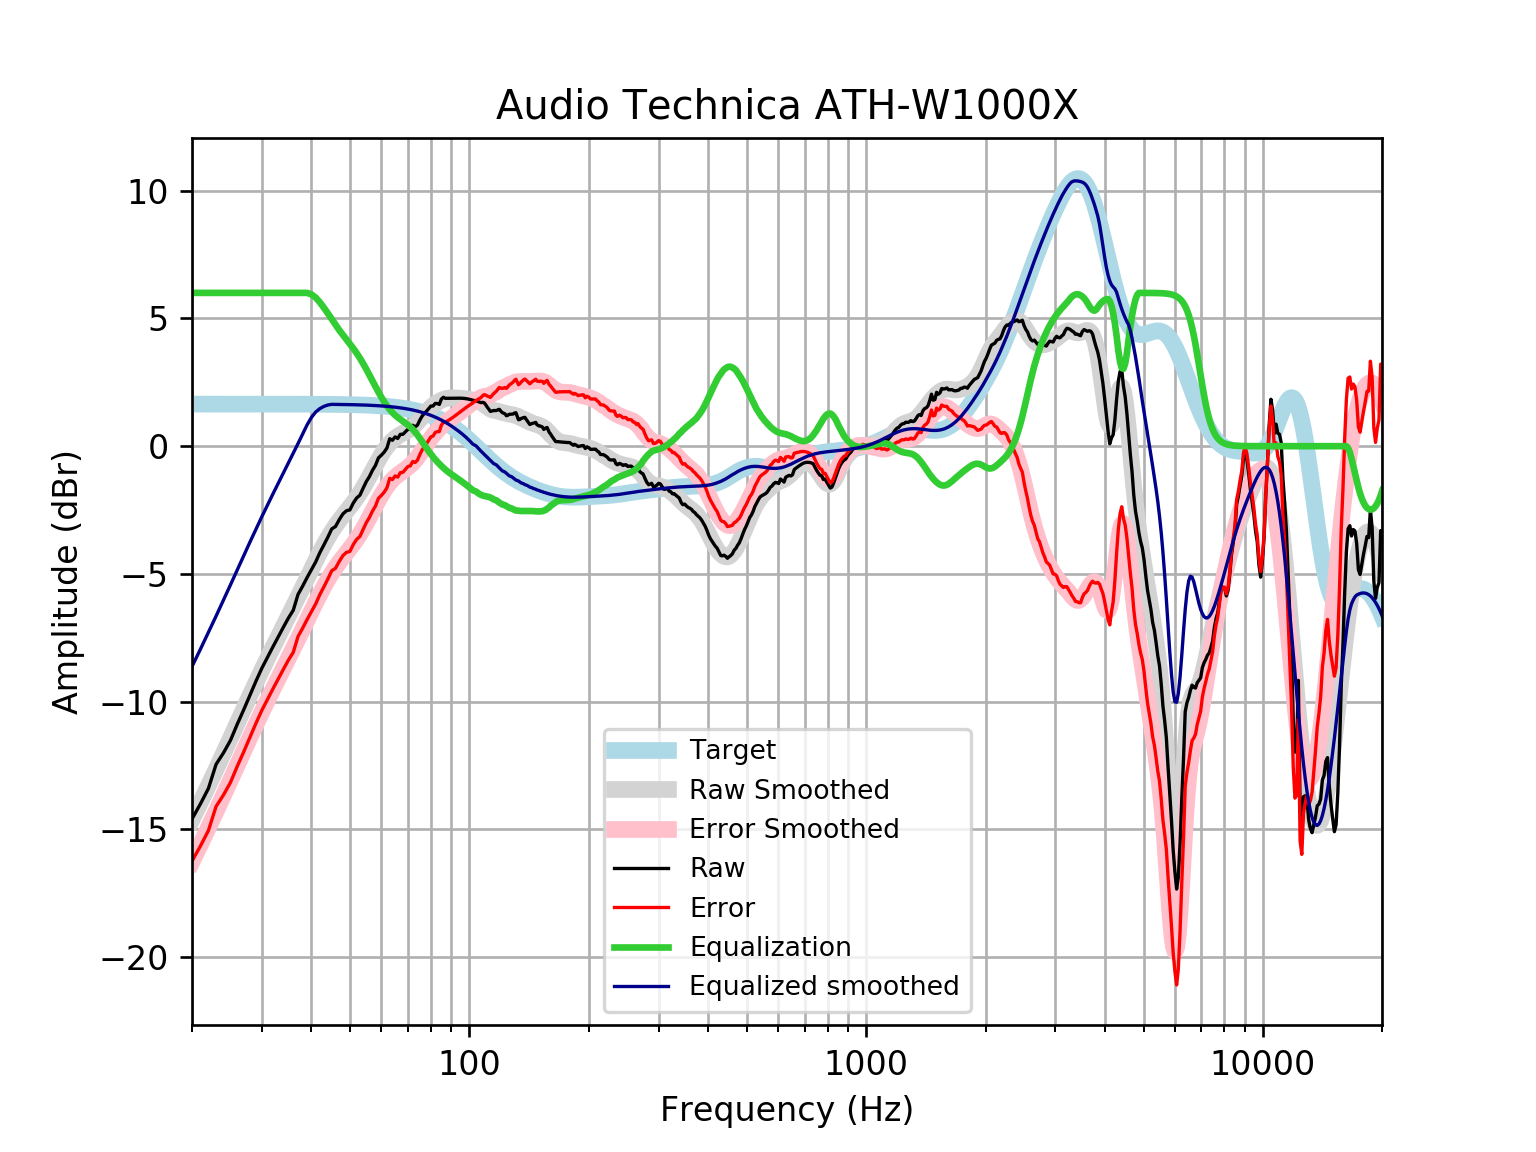 Audio Technica ATH-W1000X
10
5
0
−5
−10
−15
−20
Amplitude (dBr)
Target
Raw Smoothed
Error Smoothed
Raw
Error
Equalization
Equalized smoothed
100
1000
10000
Frequency (Hz)